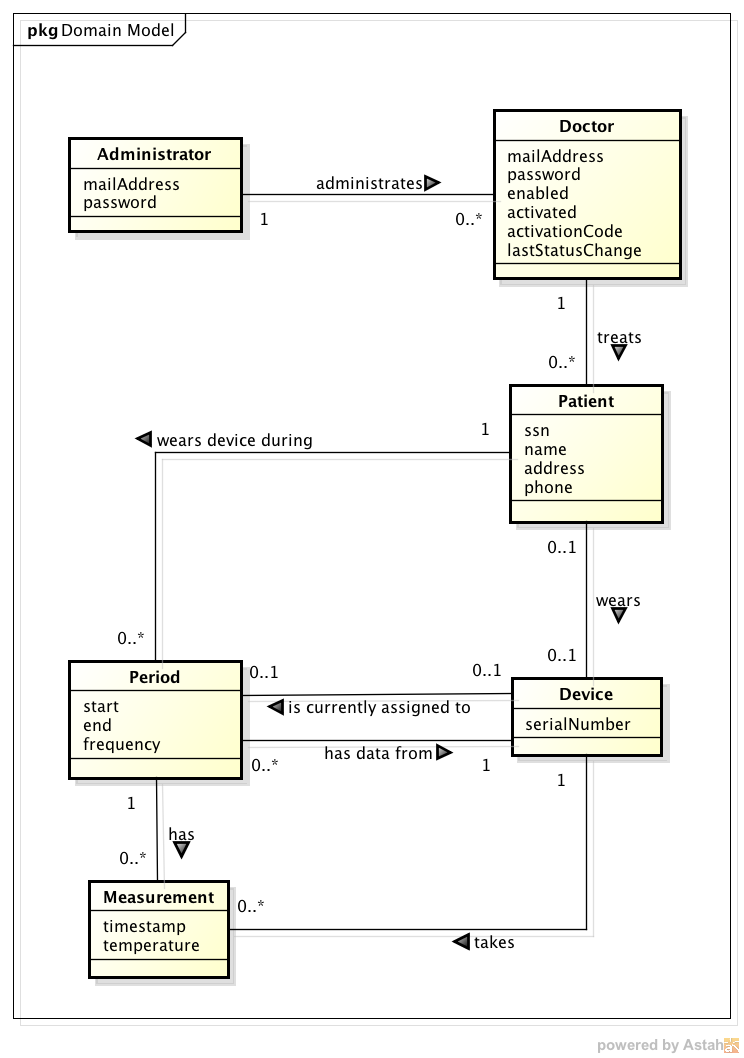 pkg Domain Model
Administrator
mailAddress
password
administrates
1
0..*
Doctor
mailAddress
password
enabled
activated
activationCode
lastStatusChange
1
treats
0..*
Patient
ssn
name
address
phone
1
wears device during
0..*
0..1
wears
0..1
Period
start
end
frequency
0..1
0..1
is currently assigned to
has data from
0..*
1
Device
serialNumber
1
1
has
0..*
Measurement
timestamp
temperature
0..*
takes
powered by Astah